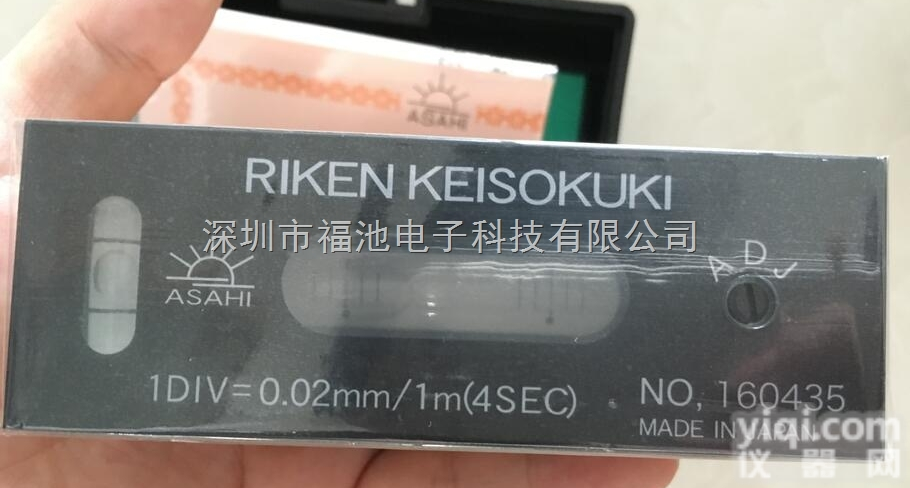 ASAHI
RIKEN KEISOKUKI
深圳市福池电子科技有限公司
ASAHI
ADJ
1DIV=0.02mm/1m(4SEC)
NO, 160435
MADE IN JAPAN
yiqi.com
仪器网